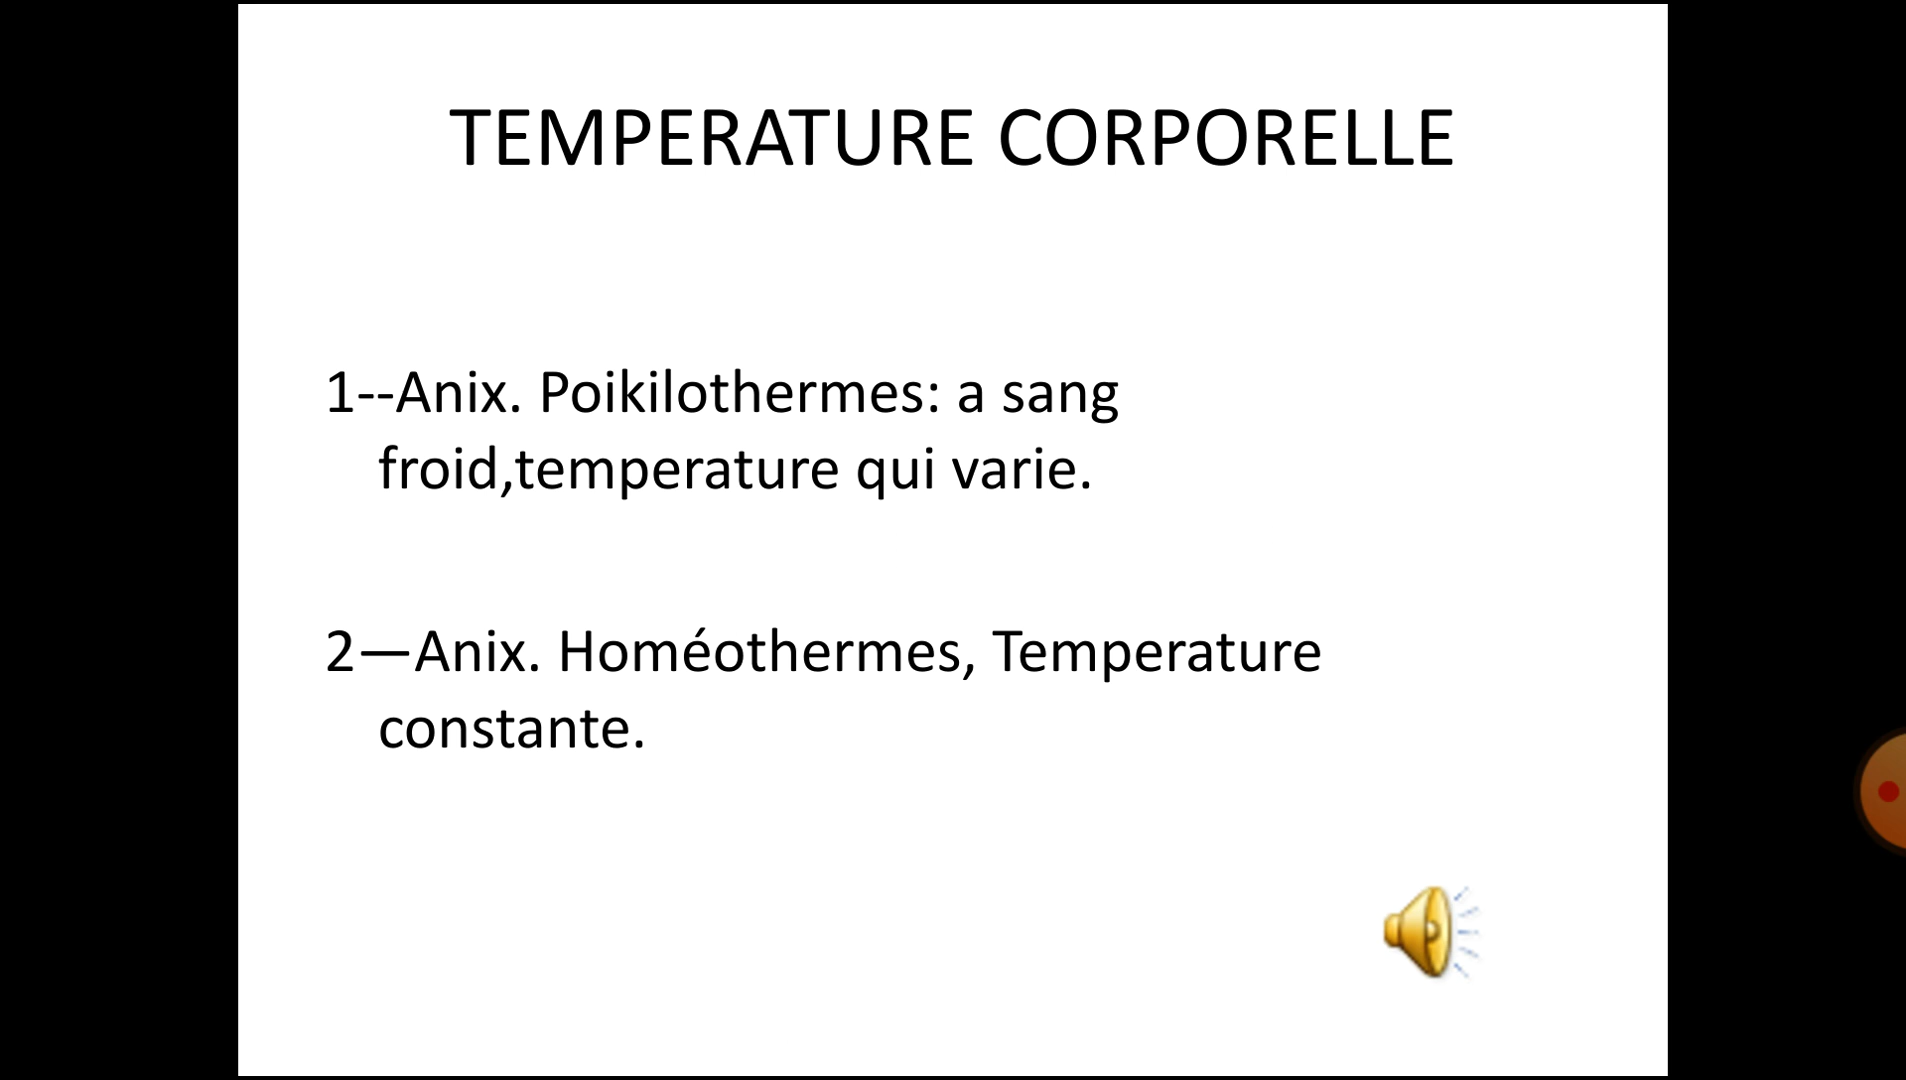 TEMPERATURE CORPORELLE
1--Anix. Poikilothermes: a sang
froid,temperature qui varie.
2—Anix. Homéothermes, Temperature
constante.